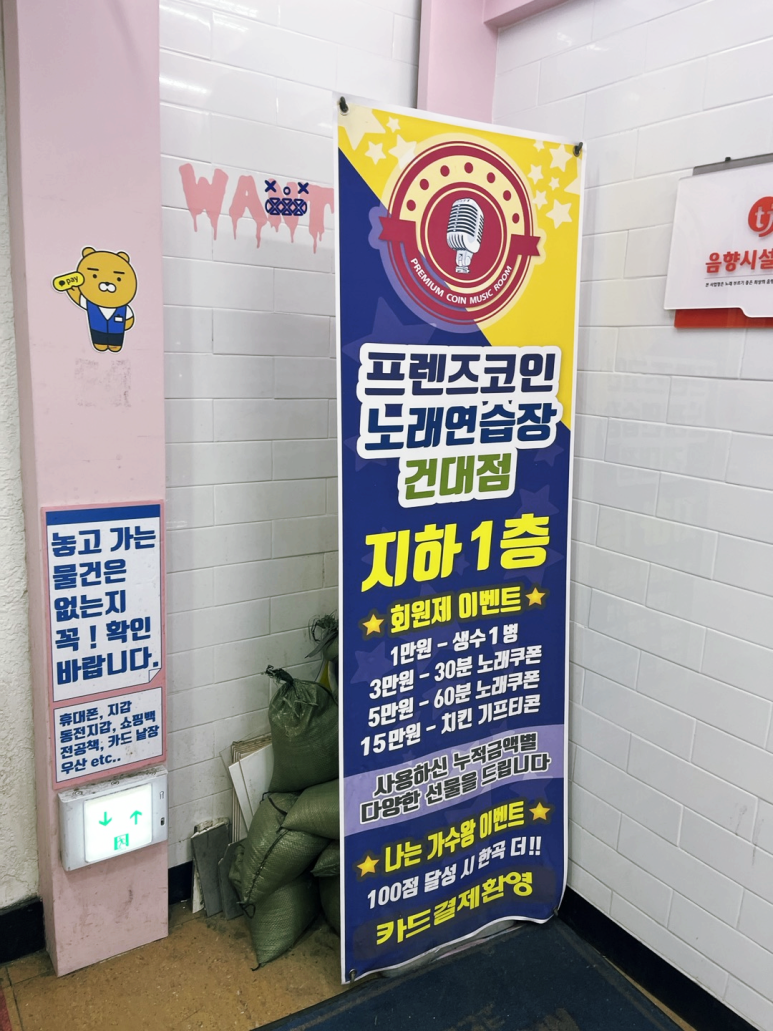 WANT
pay
PREMIUM COIN MUSIC ROOM
프렌즈코인
노래연습장
건대점
지하 1층
회원제 이벤트
1만원 - 생수 1병
3만원 - 30분 노래쿠폰
5만원 - 60분 노래쿠폰
15만원 - 치킨 기프티콘
사용하신 누적금액별
다양한 선물을 드립니다
나는 가수왕 이벤트
100점 달성 시 한곡 더!!
카드결제환영
놓고 가는
물건은
없는지
꼭! 확인
바랍니다.
휴대폰, 지갑
동전지갑, 쇼핑백
전공책, 카드 낱장
우산 etc..
tj
음향시설